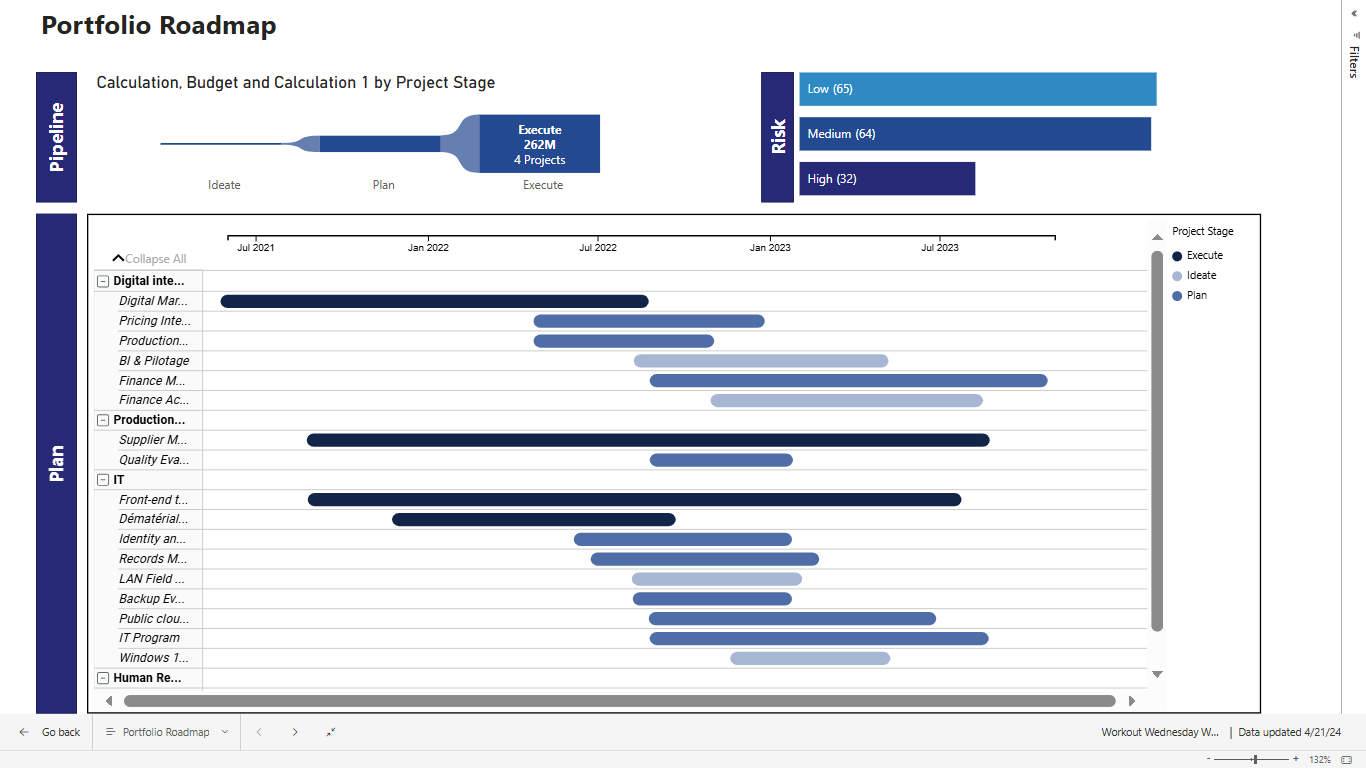 Portfolio Roadmap
Filters
Pipeline
Calculation, Budget and Calculation 1 by Project Stage
Execute
262M
4 Projects
Ideate
Plan
Execute
Risk
Low (65)
Medium (64)
High (32)
Plan
Jul 2021
Jan 2022
Jul 2022
Jan 2023
Jul 2023
Collapse All
Digital inte...
Digital Mar...
Pricing Inte...
Production...
BI & Pilotage
Finance M...
Finance Ac...
Production...
Supplier M...
Quality Eva...
IT
Front-end t...
Dématérial...
Identity an...
Records M...
LAN Field ...
Backup Ev...
Public clou...
IT Program
Windows 1...
Human Re...
Project Stage
Execute
Ideate
Plan
Go back
Portfolio Roadmap
Workout Wednesday W... | Data updated 4/21/24
- + 132%